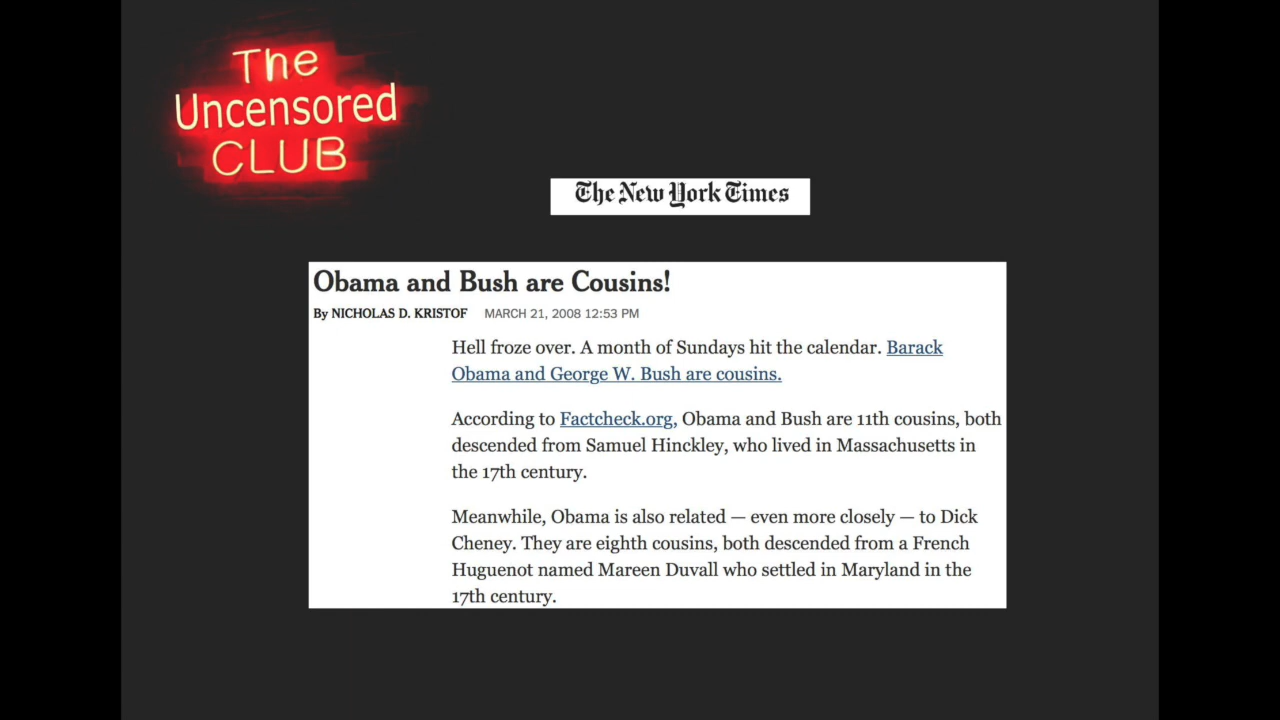 The
Uncensored
CLUB
The New York Times
Obama and Bush are Cousins!
By NICHOLAS D. KRISTOF MARCH 21, 2008 12:53 PM
Hell froze over. A month of Sundays hit the calendar. Barack
Obama and George W. Bush are cousins.
According to Factcheck.org, Obama and Bush are 11th cousins, both
descended from Samuel Hinckley, who lived in Massachusetts in
the 17th century.
Meanwhile, Obama is also related — even more closely — to Dick
Cheney. They are eighth cousins, both descended from a French
Huguenot named Mareen Duvall who settled in Maryland in the
17th century.